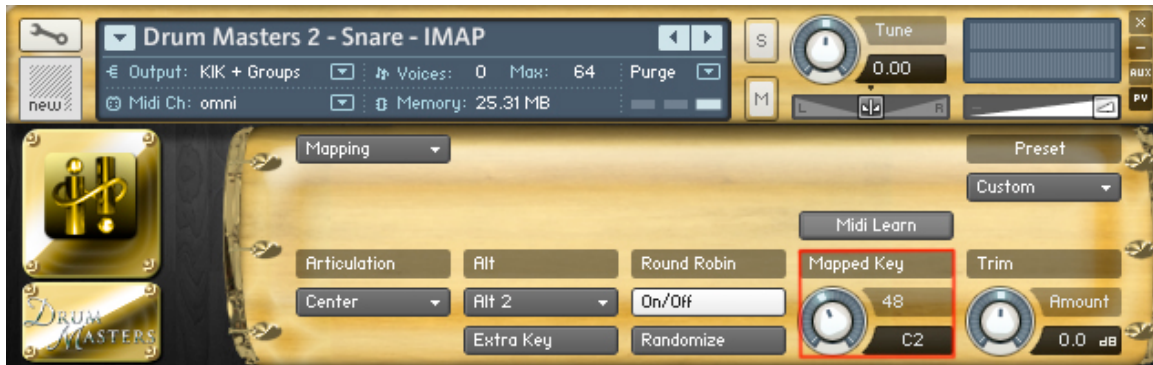 Drum Masters 2 - Snare - IMAP
S
Tune
0.00
Output: KIK + Groups
Voices: 0 Max: 64
Purge
new
Midi Ch: omni
Memory: 25.31 MB
M
L
R
×
AUX
PV
Mapping
Preset
Custom
Midi Learn
Articulation
Alt
Round Robin
Mapped Key
Trim
Center
Alt 2
On/Off
48
Amount
Extra Key
Randomize
C2
0.0 dB
DRUM
MASTERS